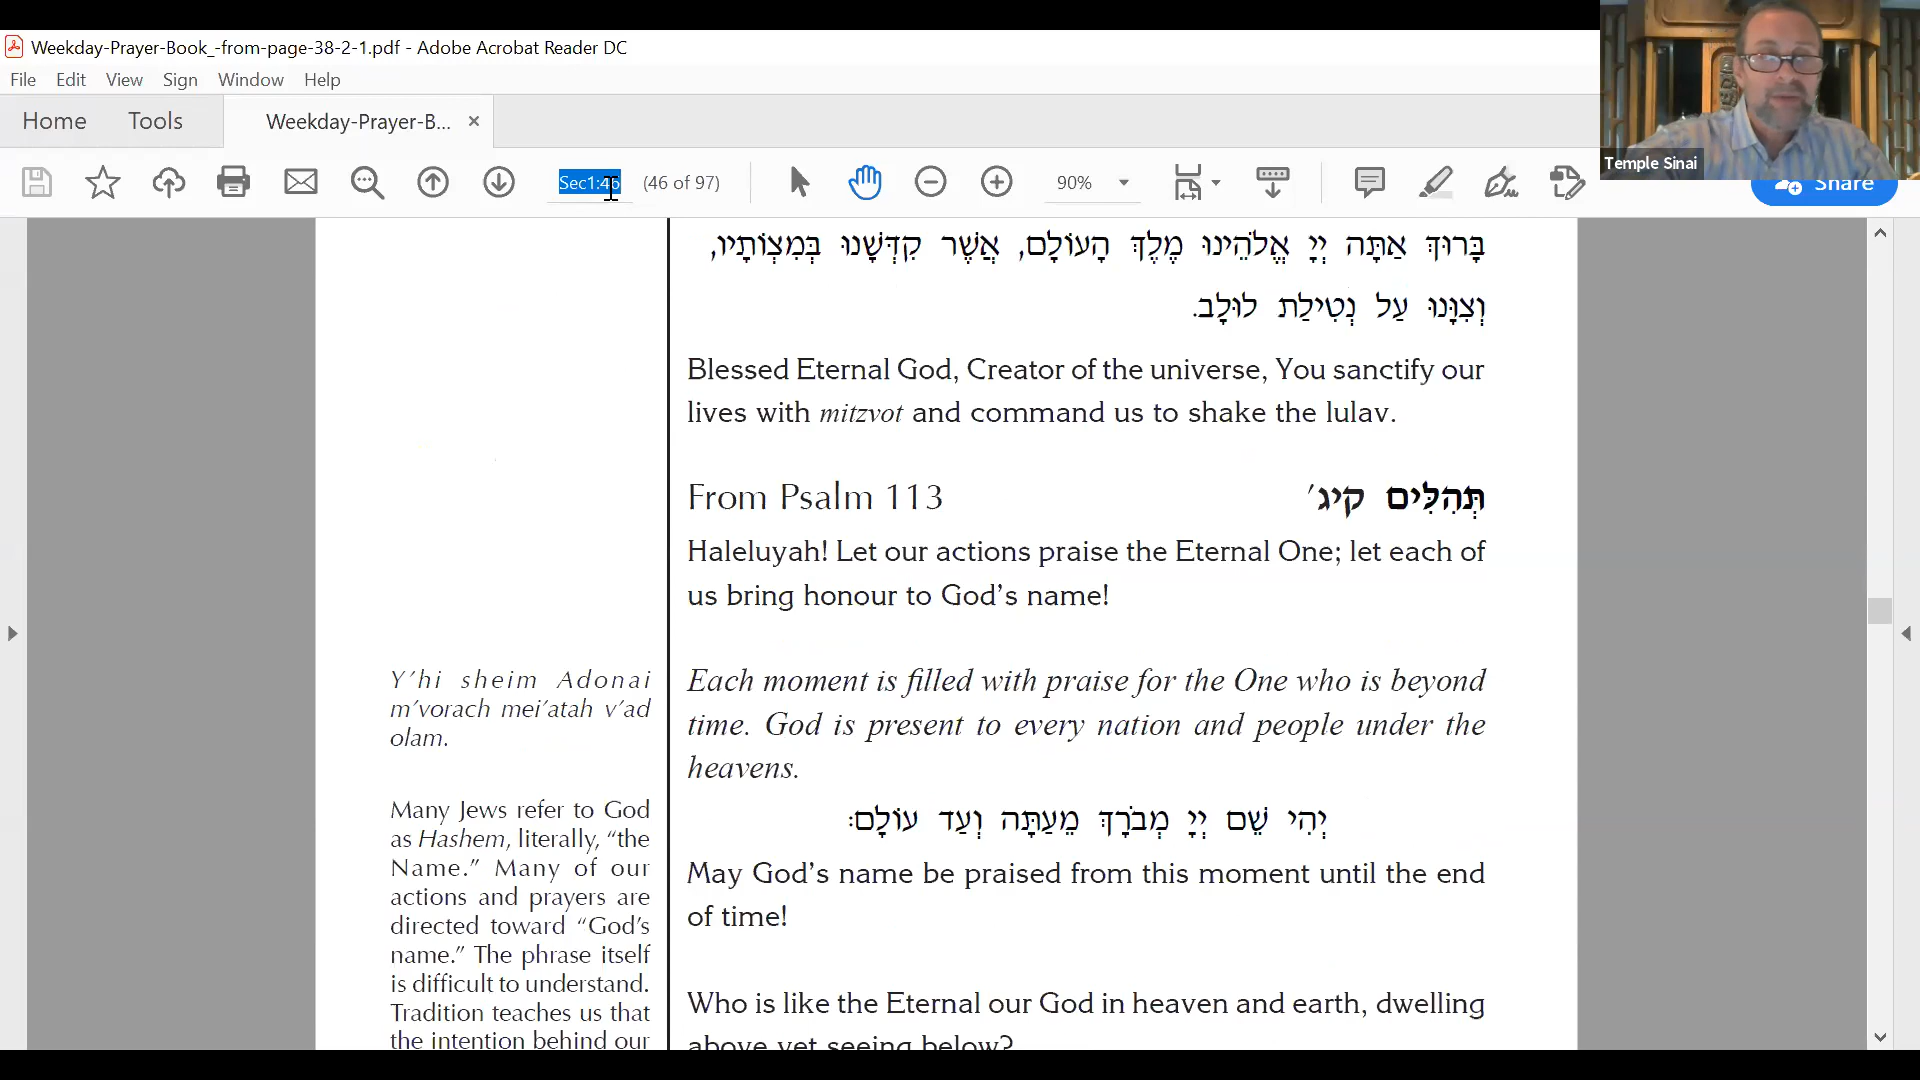 Weekday-Prayer-Book_-from-page-38-2-1.pdf - Adobe Acrobat Reader DC
File Edit View Sign Window Help
Home Tools Weekday-Prayer-B... ×
Sec1:46 (46 of 97) 90% Share
Temple Sinai
בָּרוּךְ אַתָּה יְיָ אֱלֹהֵינוּ מֶלֶךְ הָעוֹלָם, אֲשֶׁר קִדְּשָׁנוּ בְּמִצְוֹתָיו,
וְצִוָּנוּ עַל נְטִילַת לוּלָב.
Blessed Eternal God, Creator of the universe, You sanctify our
lives with mitzvot and command us to shake the lulav.
From Psalm 113 תְּהִלִּים קיג׳
Haleluyah! Let our actions praise the Eternal One; let each of
us bring honour to God’s name!
Each moment is filled with praise for the One who is beyond
time. God is present to every nation and people under the
heavens.
יְהִי שֵׁם יְיָ מְבֹרָךְ מֵעַתָּה וְעַד עוֹלָם:
May God’s name be praised from this moment until the end
of time!
Who is like the Eternal our God in heaven and earth, dwelling
above yet seeing below?
Y’hi sheim Adonai
m’vorach mei’atah v’ad
olam.
Many Jews refer to God
as Hashem, literally, “the
Name.” Many of our
actions and prayers are
directed toward “God’s
name.” The phrase itself
is difficult to understand.
Tradition teaches us that
the intention behind our